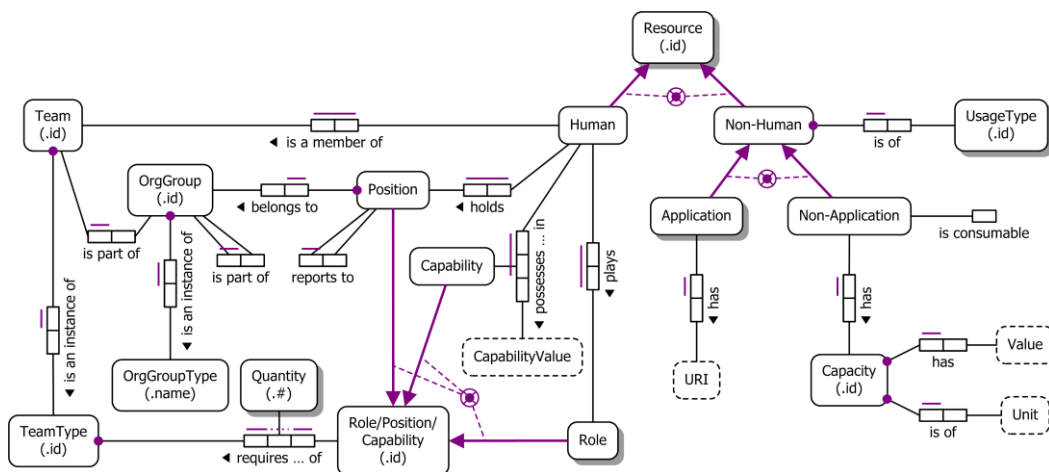 Resource
(.id)
Team
(.id)
◄ is a member of
Human
Non-Human
is of
UsageType
(.id)
OrgGroup
(.id)
◄ belongs to
Position
◄ holds
is part of
is part of
reports to
Capability
◄ possesses ... in
◄ plays
Application
Non-Application
is consumable
◄ is an instance of
◄ is an instance of
◄ has
◄ has
CapabilityValue
URI
OrgGroupType
(.name)
Quantity
(.#)
Capacity
(.id)
has
Value
is of
Unit
TeamType
(.id)
◄ requires ... of
Role/Position/
Capability
(.id)
Role